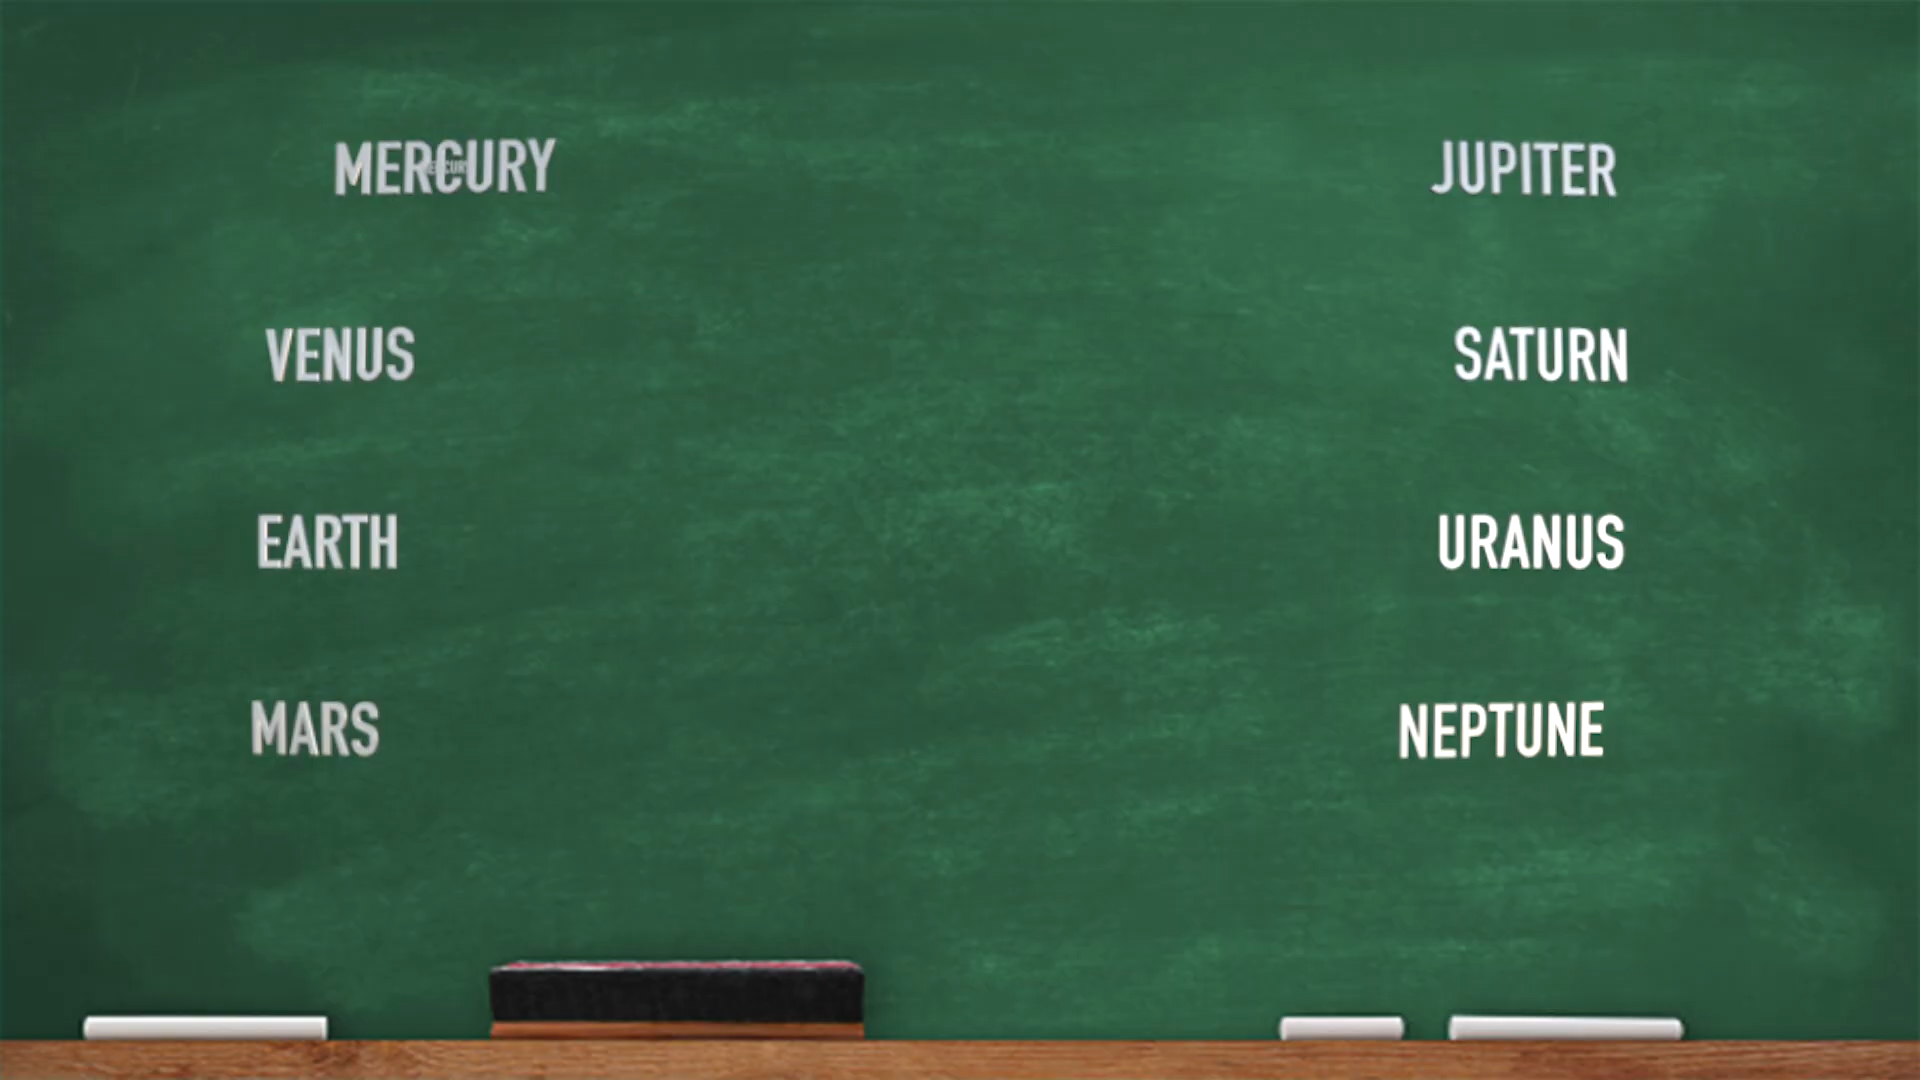 MERCURY
VENUS
EARTH
MARS
JUPITER
SATURN
URANUS
NEPTUNE